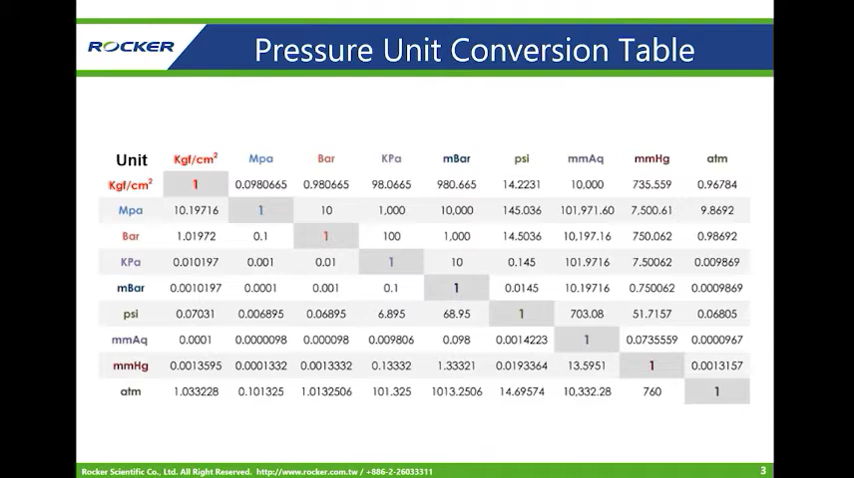 ROCKER
Pressure Unit Conversion Table
Unit Kgf/cm² Mpa Bar KPa mBar psi mmAq mmHg atm
Kgf/cm² 1 0.0980665 0.980665 98.0665 980.665 14.2231 10,000 735.559 0.96784
Mpa 10.19716 1 10 1,000 10,000 145.036 101,971.60 7,500.61 9.8692
Bar 1.01972 0.1 1 100 1,000 14.5036 10,197.16 750.062 0.98692
KPa 0.010197 0.001 0.01 1 10 0.145 101.9716 7.50062 0.009869
mBar 0.0010197 0.0001 0.001 0.1 1 0.0145 10.19716 0.750062 0.0009869
psi 0.07031 0.006895 0.06895 6.895 68.95 1 703.08 51.7157 0.06805
mmAq 0.0001 0.0000098 0.000098 0.009806 0.098 0.0014223 1 0.0735559 0.0000967
mmHg 0.0013595 0.0001332 0.0013332 0.13332 1.33321 0.0193364 13.5951 1 0.0013157
atm 1.033228 0.101325 1.0132506 101.325 1013.2506 14.69574 10,332.28 760 1
Rocker Scientific Co., Ltd. All Right Reserved. http://www.rocker.com.tw / +886-2-26033311 3